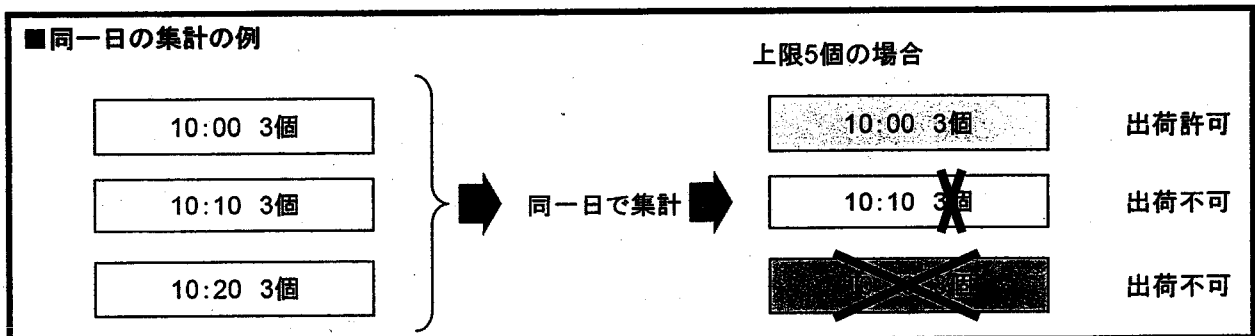 ■同一日の集計の例
上限5個の場合
10:00 3個
10:10 3個
10:20 3個
同一日で集計
10:00 3個
出荷許可
10:10 3個
出荷不可
個
出荷不可